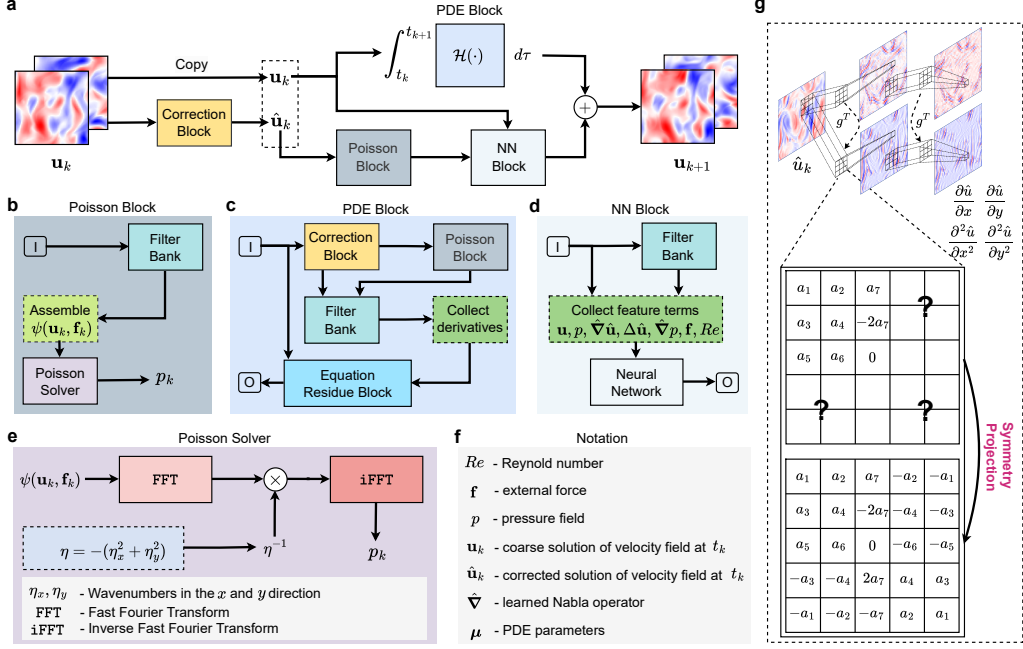 a
PDE Block
Copy
u_k
û_k
∫_{t_k}^{t_{k+1}}
H(·)
dτ
Correction
Block
Poisson
Block
NN
Block
+
u_k
u_{k+1}
b
Poisson Block
I
Filter
Bank
Assemble
ψ(u_k, f_k)
Poisson
Solver
p_k
c
PDE Block
I
Correction
Block
Poisson
Block
Filter
Bank
Collect
derivatives
O
Equation
Residue Block
d
NN Block
I
Filter
Bank
Collect feature terms
u, p, ∇̂û, Δû, ∇̂p, f, Re
Neural
Network
O
e
Poisson Solver
ψ(u_k, f_k)
FFT
×
iFFT
η = −(η_x^2 + η_y^2)
η^{-1}
p_k
η_x, η_y - Wavenumbers in the x and y direction
FFT - Fast Fourier Transform
iFFT - Inverse Fast Fourier Transform
f
Notation
Re - Reynold number
f - external force
p - pressure field
u_k - coarse solution of velocity field at t_k
û_k - corrected solution of velocity field at t_k
∇̂ - learned Nabla operator
μ - PDE parameters
g
g^T
g^T
û_k
∂û/∂x ∂û/∂y
∂²û/∂x² ∂²û/∂y²
a_1 a_2 a_7
?
a_3 a_4 −2a_7
a_5 a_6 0
? ?
Symmetry
Projection
a_1 a_2 a_7 −a_2 −a_1
a_3 a_4 −2a_7 −a_4 −a_3
a_5 a_6 0 −a_6 −a_5
−a_3 −a_4 2a_7 a_4 a_3
−a_1 −a_2 −a_7 a_2 a_1